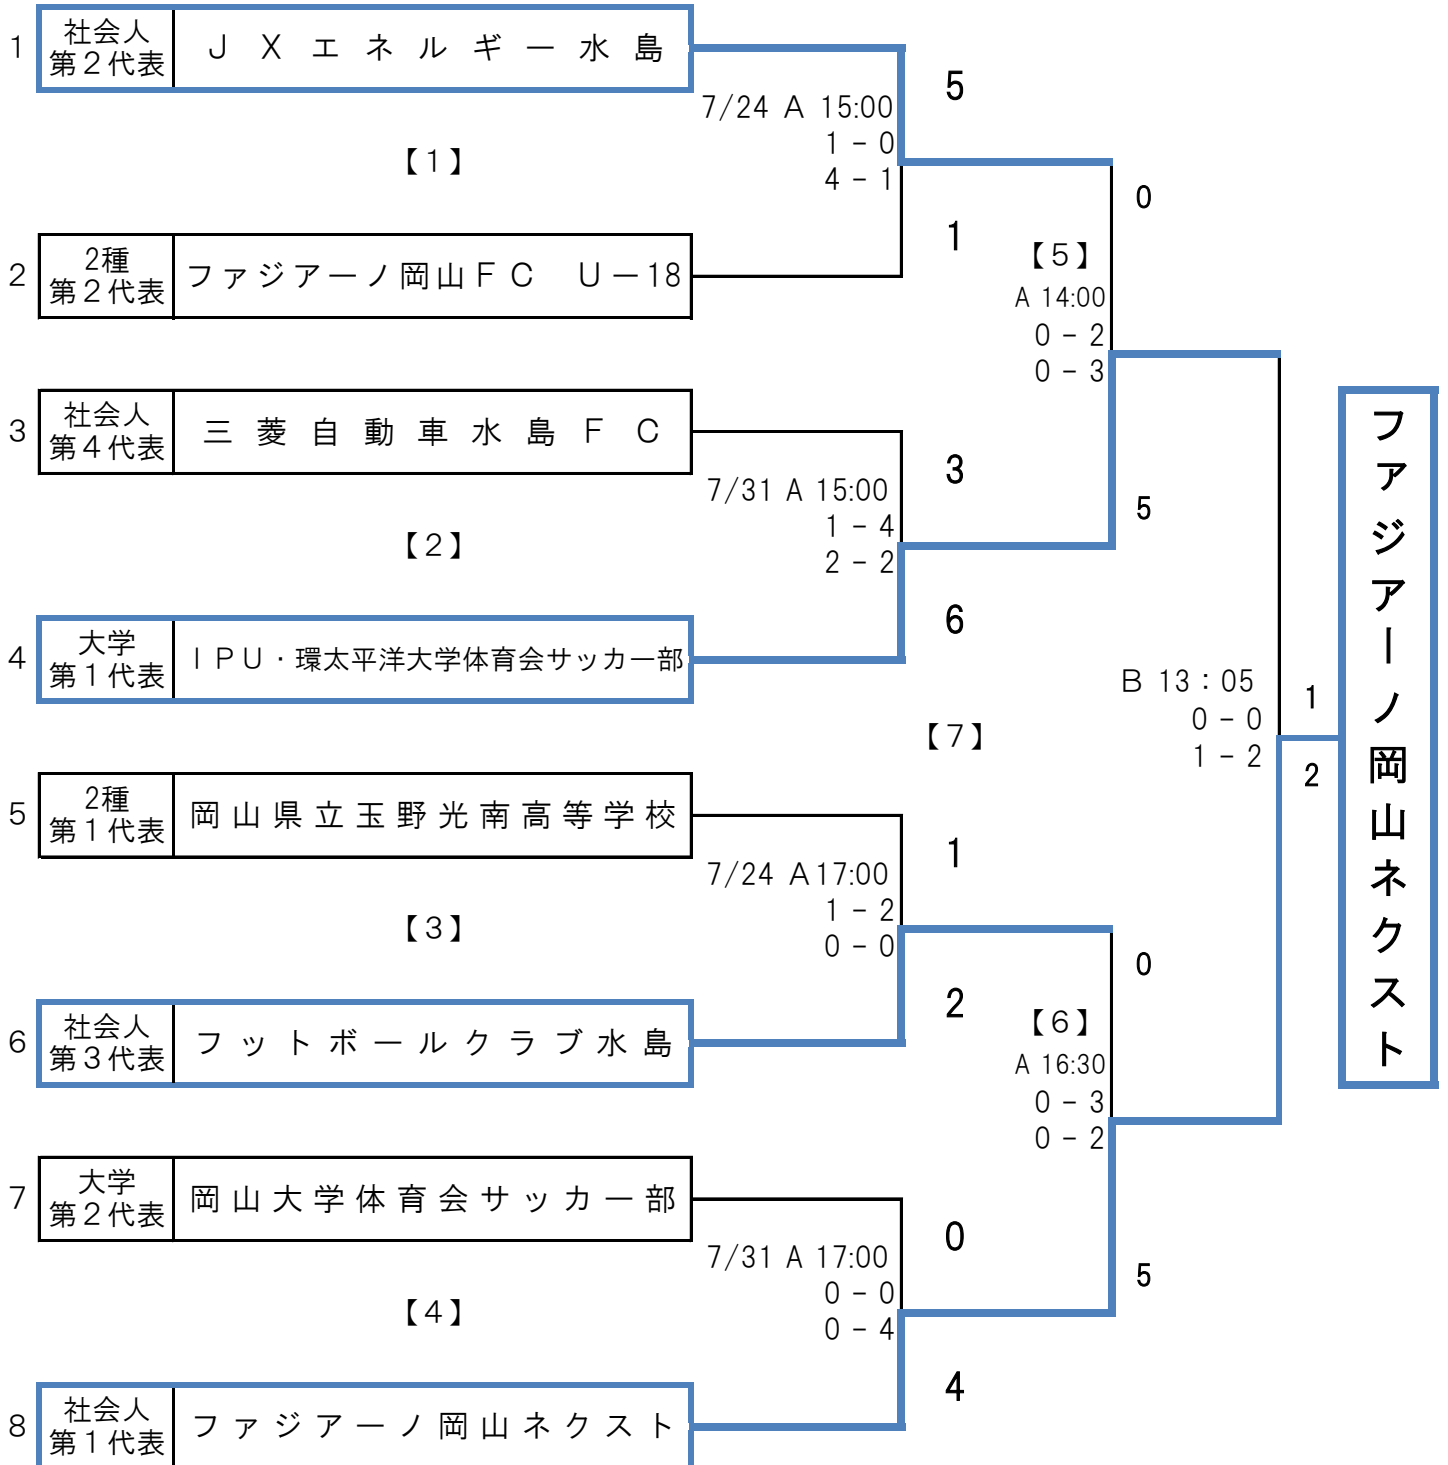 1 社会人 第2代表 JXエネルギー水島
5
7/24 A 15:00
1 - 0
4 - 1
【1】
0
1
2 2種 第2代表 ファジアーノ岡山FC U-18
【5】
A 14:00
0 - 2
0 - 3
3 社会人 第4代表 三菱自動車水島FC
3
7/31 A 15:00
1 - 4
2 - 2
5
【2】
6
4 大学 第1代表 IPU・環太平洋大学体育会サッカー部
B 13:05
0 - 0
1 - 2
1
2
【7】
ファジアーノ岡山ネクスト
5 2種 第1代表 岡山県立玉野光南高等学校
1
7/24 A17:00
1 - 2
0 - 0
【3】
0
2
6 社会人 第3代表 フットボールクラブ水島
【6】
A 16:30
0 - 3
0 - 2
7 大学 第2代表 岡山大学体育会サッカー部
0
7/31 A 17:00
0 - 0
0 - 4
5
【4】
4
8 社会人 第1代表 ファジアーノ岡山ネクスト